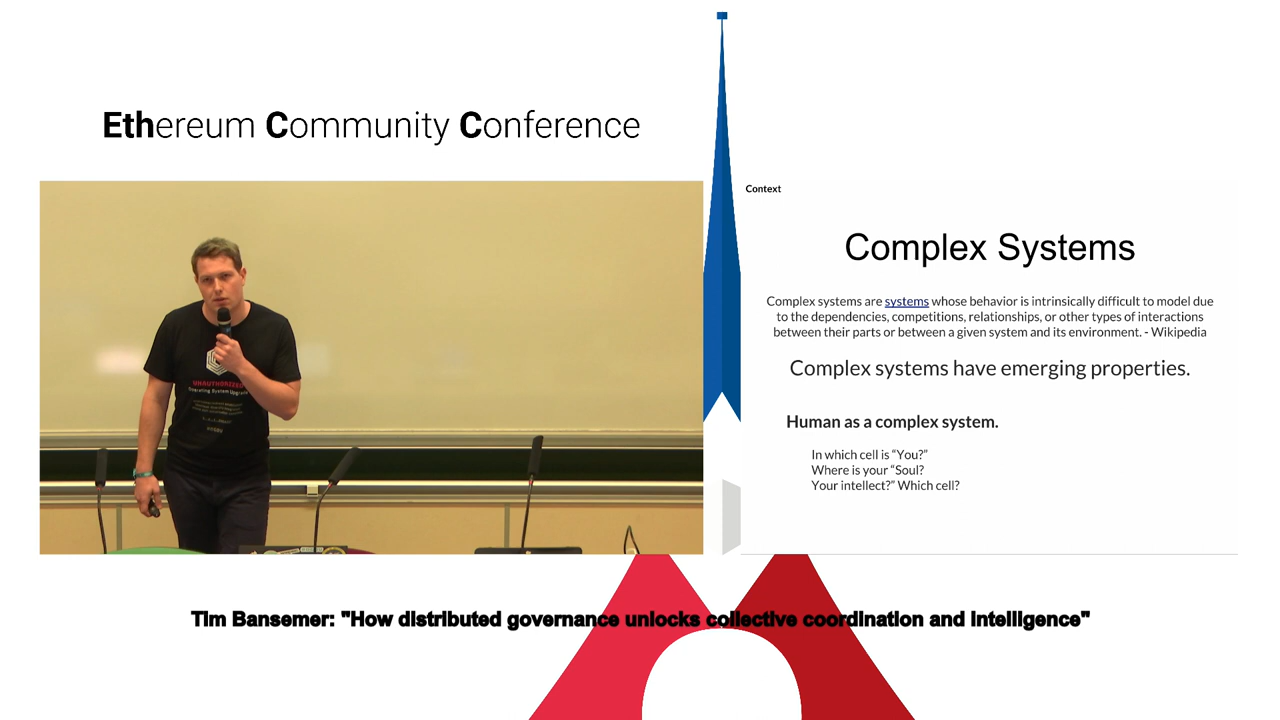 Ethereum Community Conference
Context
Complex Systems
Complex systems are systems whose behavior is intrinsically difficult to model due
to the dependencies, competitions, relationships, or other types of interactions
between their parts or between a given system and its environment. - Wikipedia
Complex systems have emerging properties.
Human as a complex system.
In which cell is “You?”
Where is your “Soul?
Your intellect?” Which cell?
UNAUTHORIZED
Operating System Upgrade
Tim Bansemer: "How distributed governance unlocks collective coordination and intelligence"